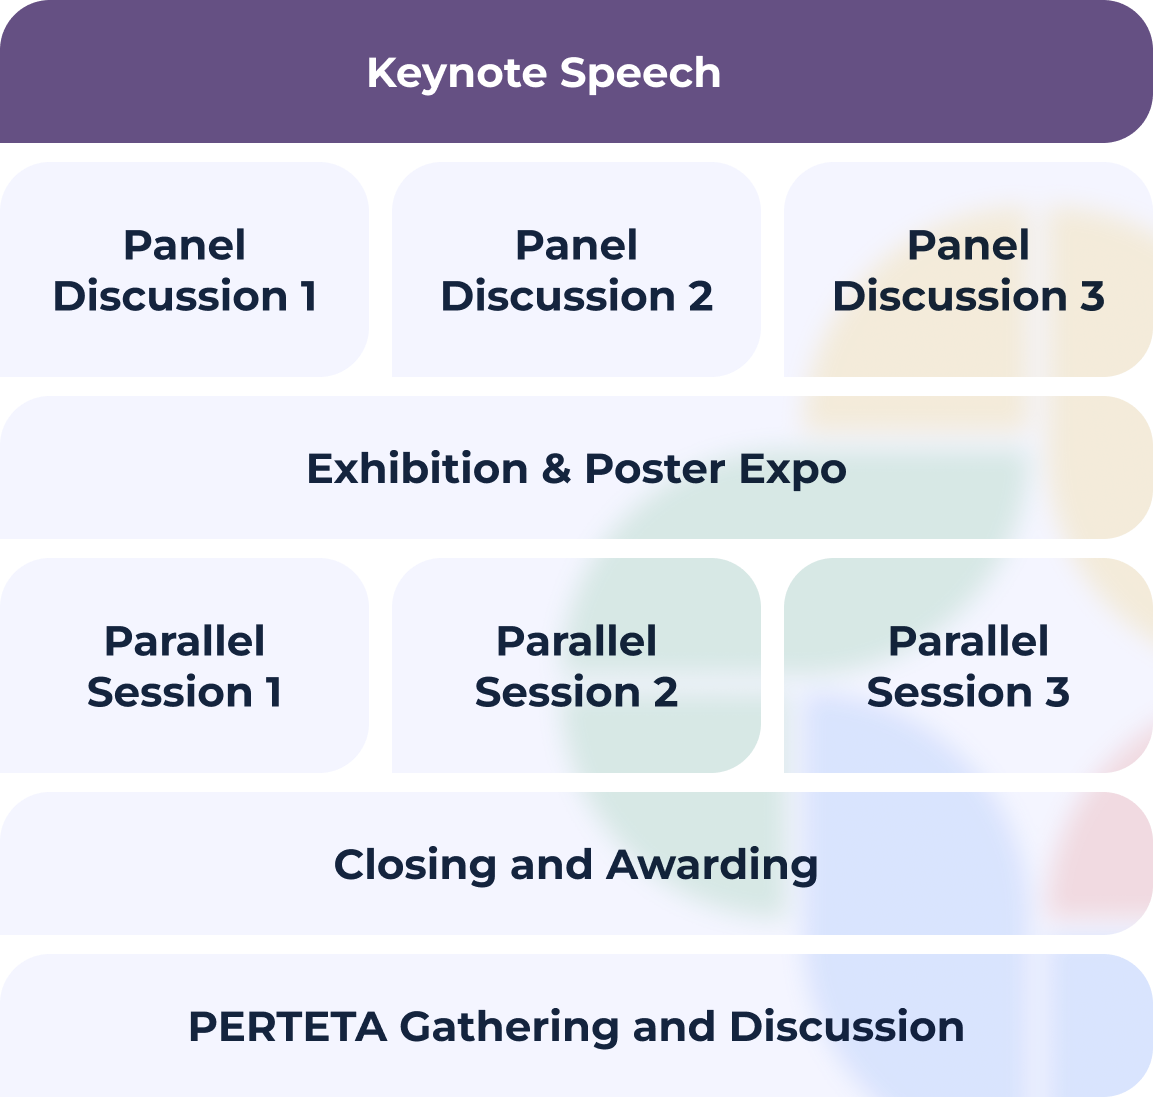 Keynote Speech
Panel
Discussion 1
Panel
Discussion 2
Panel
Discussion 3
Exhibition & Poster Expo
Parallel
Session 1
Parallel
Session 2
Parallel
Session 3
Closing and Awarding
PERTETA Gathering and Discussion